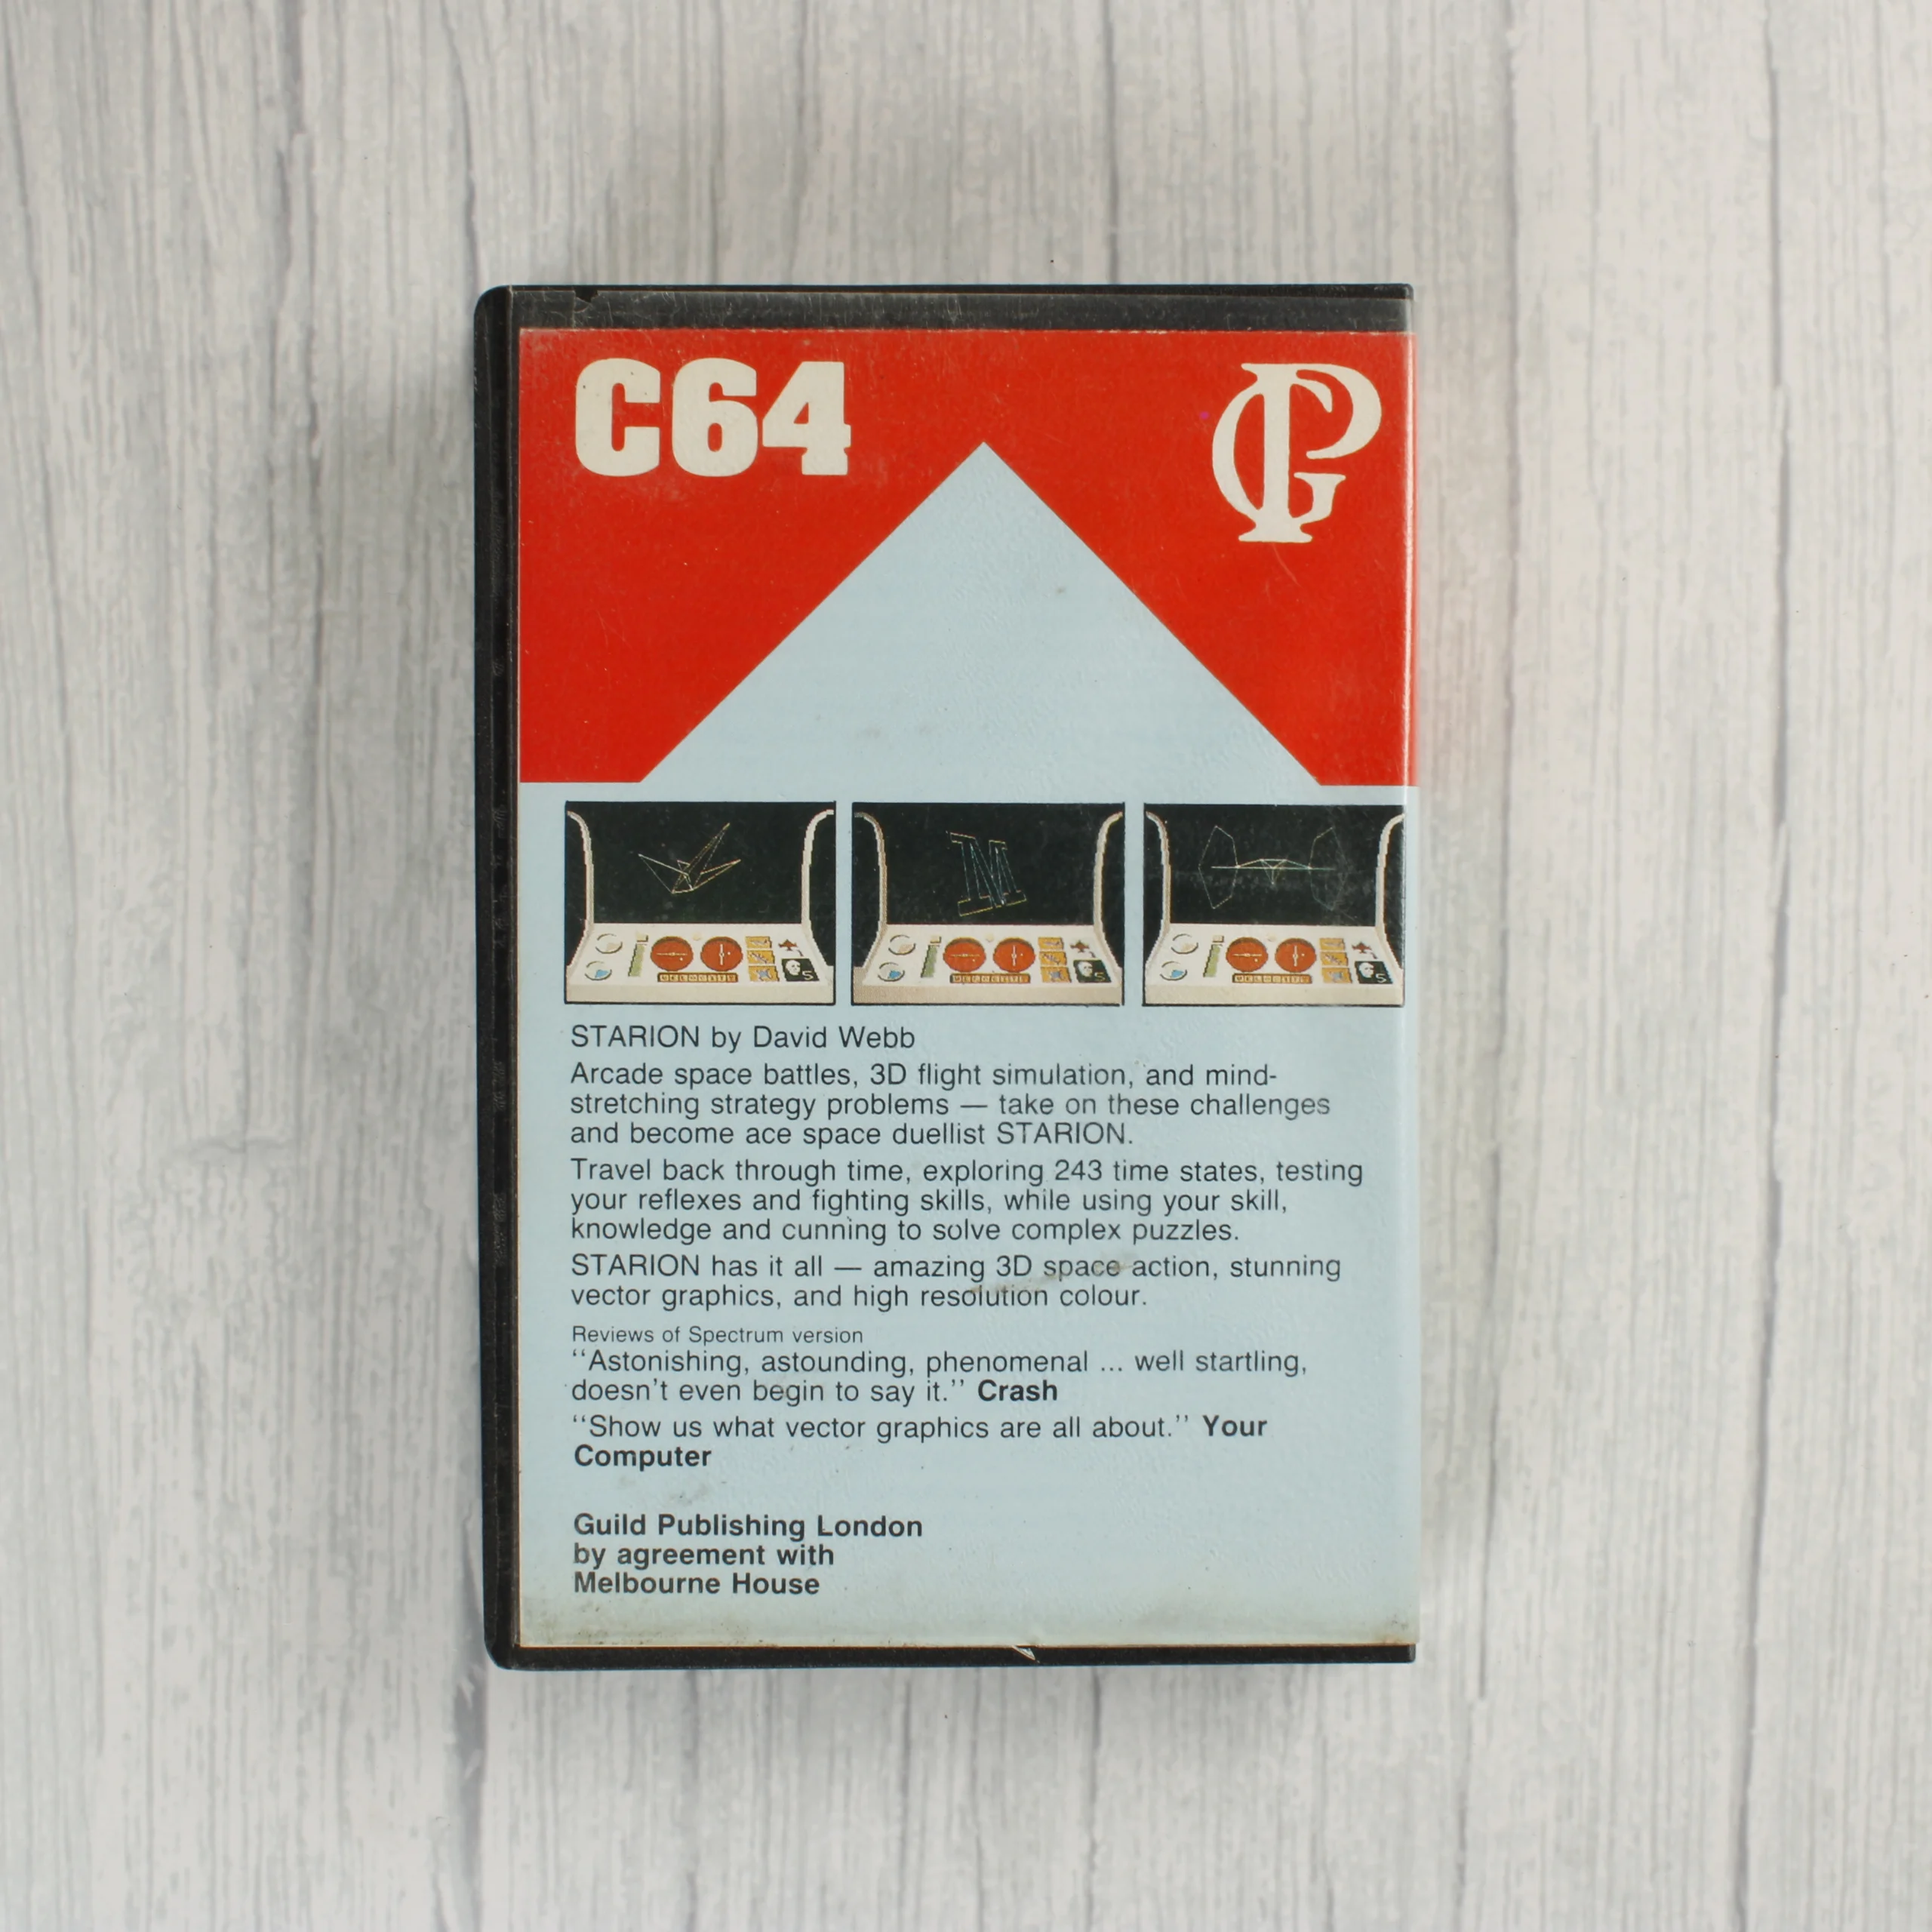 C64
GP
STARION by David Webb
Arcade space battles, 3D flight simulation, and mind-
stretching strategy problems — take on these challenges
and become ace space duellist STARION.
Travel back through time, exploring 243 time states, testing
your reflexes and fighting skills, while using your skill,
knowledge and cunning to solve complex puzzles.
STARION has it all — amazing 3D space action, stunning
vector graphics, and high resolution colour.
Reviews of Spectrum version
‘‘Astonishing, astounding, phenomenal ... well startling,
doesn't even begin to say it.’’ Crash
‘‘Show us what vector graphics are all about.’’ Your
Computer
Guild Publishing London
by agreement with
Melbourne House